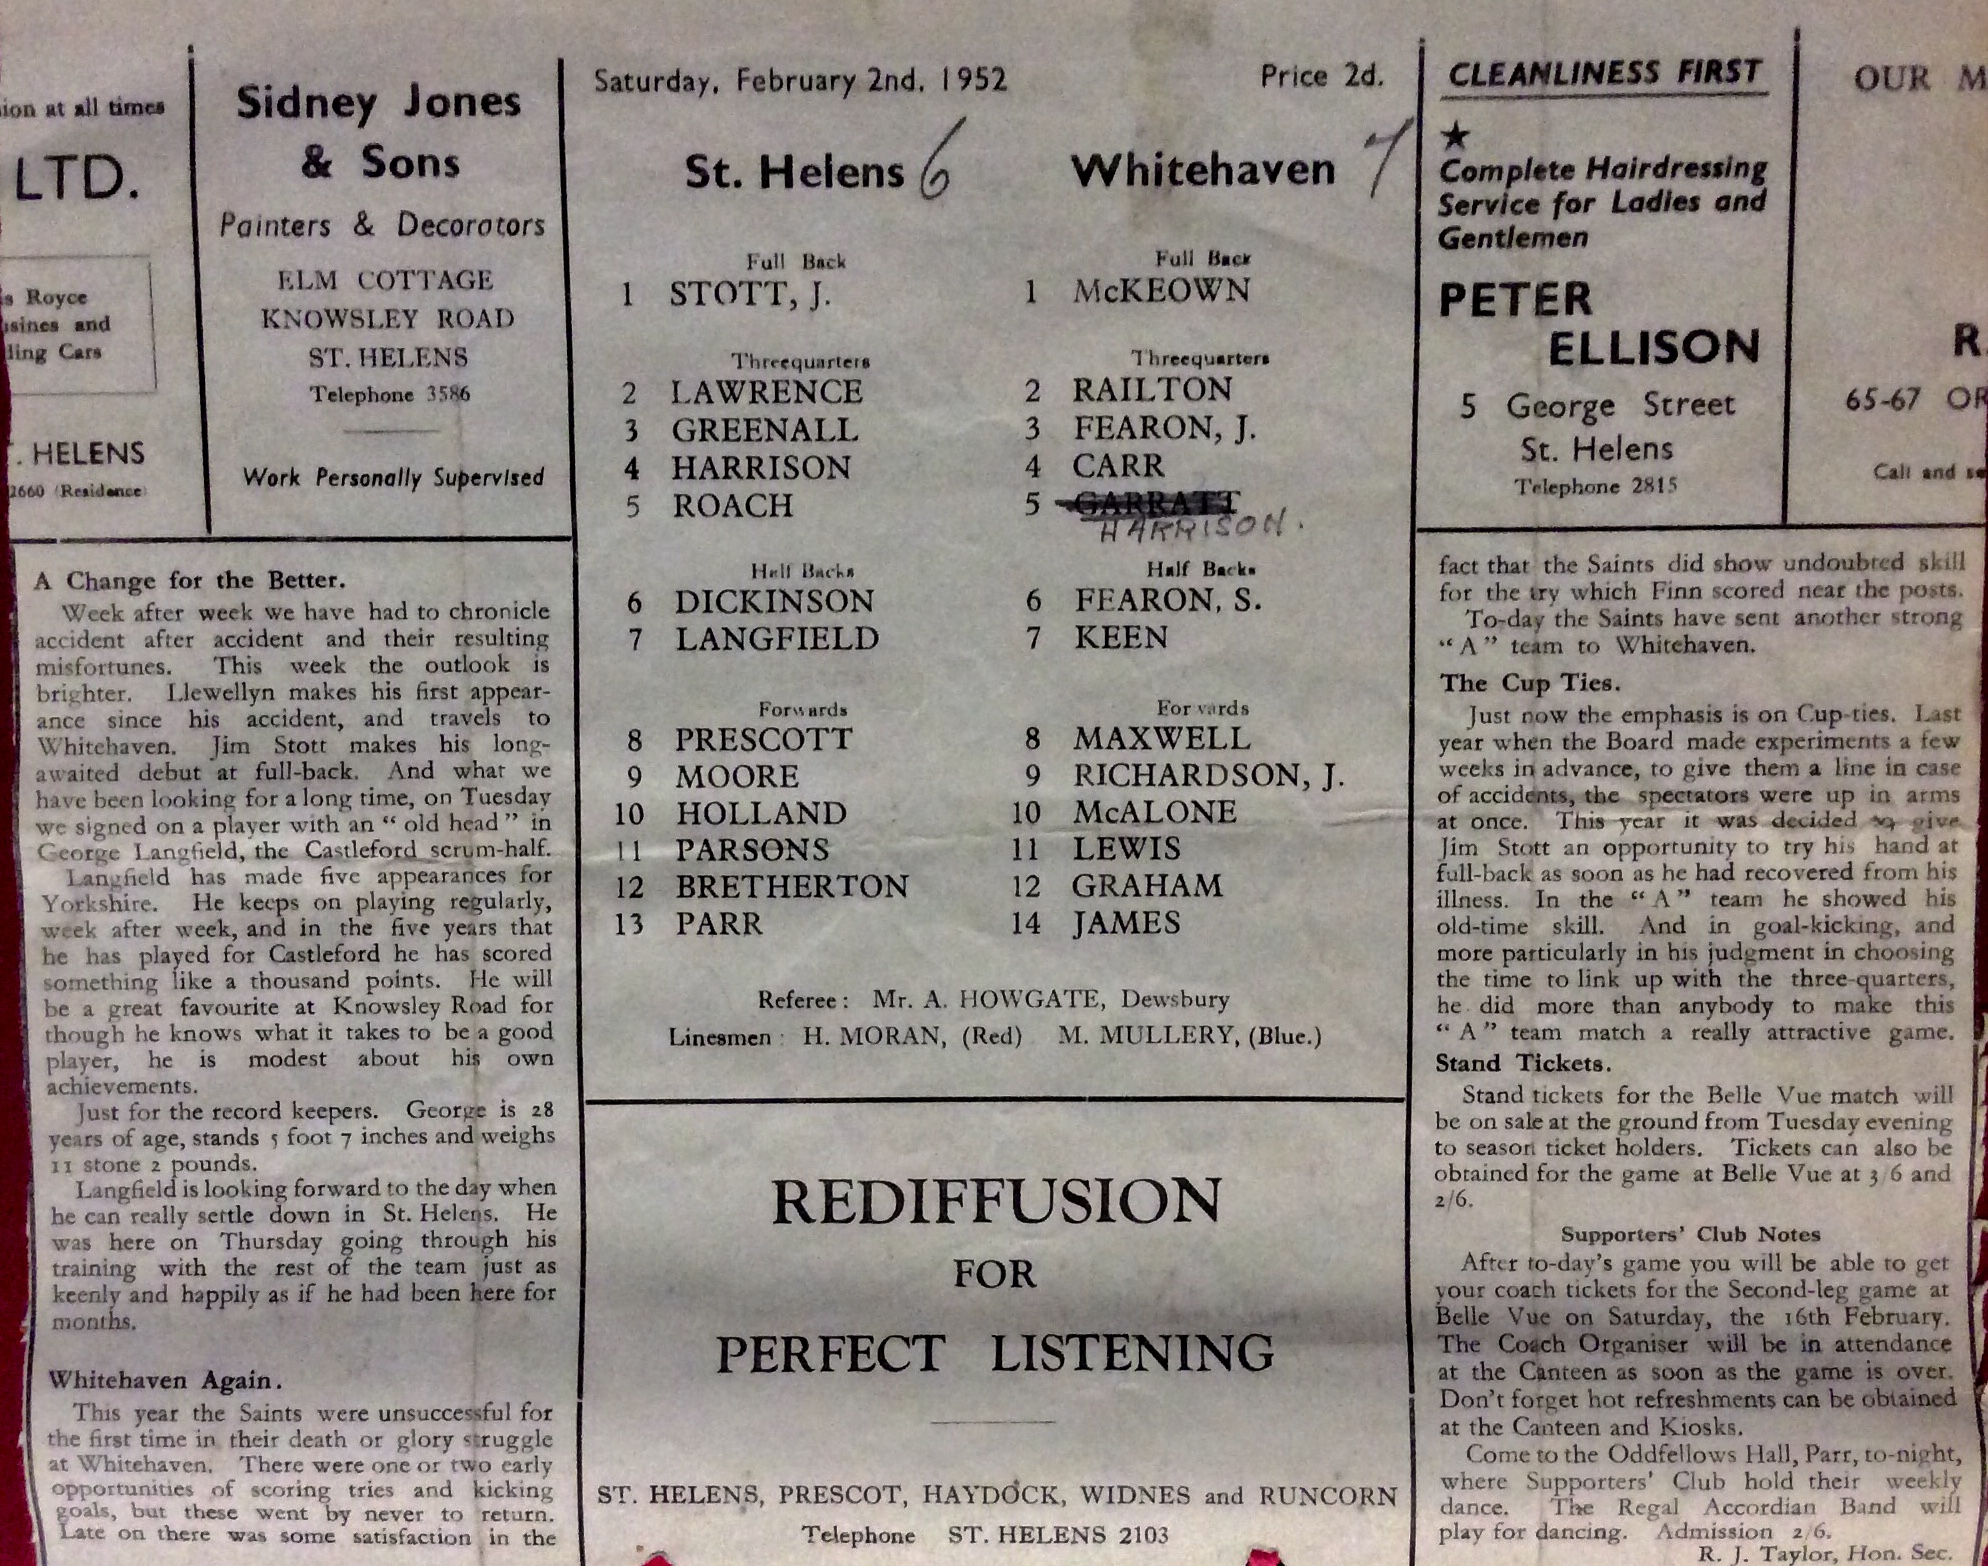 ion at all times
LTD.
s Royce
sines and
ling Cars
. HELENS
2660 (Residence)
Sidney Jones
& Sons
Painters & Decorators
ELM COTTAGE
KNOWSLEY ROAD
ST. HELENS
Telephone 3586
Work Personally Supervised
Saturday, February 2nd, 1952 Price 2d.
St. Helens 6 Whitehaven 7
Full Back Full Back
1 STOTT, J. 1 McKEOWN
Threequarters Threequarters
2 LAWRENCE 2 RAILTON
3 GREENALL 3 FEARON, J.
4 HARRISON 4 CARR
5 ROACH 5 GARRATT
HARRISON.
Half Backs Half Backs
6 DICKINSON 6 FEARON, S.
7 LANGFIELD 7 KEEN
Forwards Forwards
8 PRESCOTT 8 MAXWELL
9 MOORE 9 RICHARDSON, J.
10 HOLLAND 10 McALONE
11 PARSONS 11 LEWIS
12 BRETHERTON 12 GRAHAM
13 PARR 14 JAMES
Referee : Mr. A. HOWGATE, Dewsbury
Linesmen : H. MORAN, (Red) M. MULLERY, (Blue.)
REDIFFUSION
FOR
PERFECT LISTENING
ST. HELENS, PRESCOT, HAYDOCK, WIDNES and RUNCORN
Telephone ST. HELENS 2103
CLEANLINESS FIRST
★
Complete Hairdressing
Service for Ladies and
Gentlemen
PETER
ELLISON
5 George Street
St. Helens
Telephone 2815
OUR M
R
65-67 OR
Call and se
A Change for the Better.
Week after week we have had to chronicle
accident after accident and their resulting
misfortunes. This week the outlook is
brighter. Llewellyn makes his first appear-
ance since his accident, and travels to
Whitehaven. Jim Stott makes his long-
awaited debut at full-back. And what we
have been looking for a long time, on Tuesday
we signed on a player with an “ old head ” in
George Langfield, the Castleford scrum-half.
Langfield has made five appearances for
Yorkshire. He keeps on playing regularly,
week after week, and in the five years that
he has played for Castleford he has scored
something like a thousand points. He will
be a great favourite at Knowsley Road for
though he knows what it takes to be a good
player, he is modest about his own
achievements.
Just for the record keepers. George is 28
years of age, stands 5 foot 7 inches and weighs
11 stone 2 pounds.
Langfield is looking forward to the day when
he can really settle down in St. Helens. He
was here on Thursday going through his
training with the rest of the team just as
keenly and happily as if he had been here for
months.
Whitehaven Again.
This year the Saints were unsuccessful for
the first time in their death or glory struggle
at Whitehaven. There were one or two early
opportunities of scoring tries and kicking
goals, but these went by never to return.
Late on there was some satisfaction in the
fact that the Saints did show undoubted skill
for the try which Finn scored near the posts.
To-day the Saints have sent another strong
“ A ” team to Whitehaven.
The Cup Ties.
Just now the emphasis is on Cup-ties. Last
year when the Board made experiments a few
weeks in advance, to give them a line in case
of accidents, the spectators were up in arms
at once. This year it was decided to give
Jim Stott an opportunity to try his hand at
full-back as soon as he had recovered from his
illness. In the “ A ” team he showed his
old-time skill. And in goal-kicking, and
more particularly in his judgment in choosing
the time to link up with the three-quarters,
he did more than anybody to make this
“ A ” team match a really attractive game.
Stand Tickets.
Stand tickets for the Belle Vue match will
be on sale at the ground from Tuesday evening
to season ticket holders. Tickets can also be
obtained for the game at Belle Vue at 3/6 and
2/6.
Supporters’ Club Notes
After to-day’s game you will be able to get
your coach tickets for the Second-leg game at
Belle Vue on Saturday, the 16th February.
The Coach Organiser will be in attendance
at the Canteen as soon as the game is over.
Don’t forget hot refreshments can be obtained
at the Canteen and Kiosks.
Come to the Oddfellows Hall, Parr, to-night,
where Supporters’ Club hold their weekly
dance. The Regal Accordian Band will
play for dancing. Admission 2/6.
R. J. Taylor, Hon. Sec.